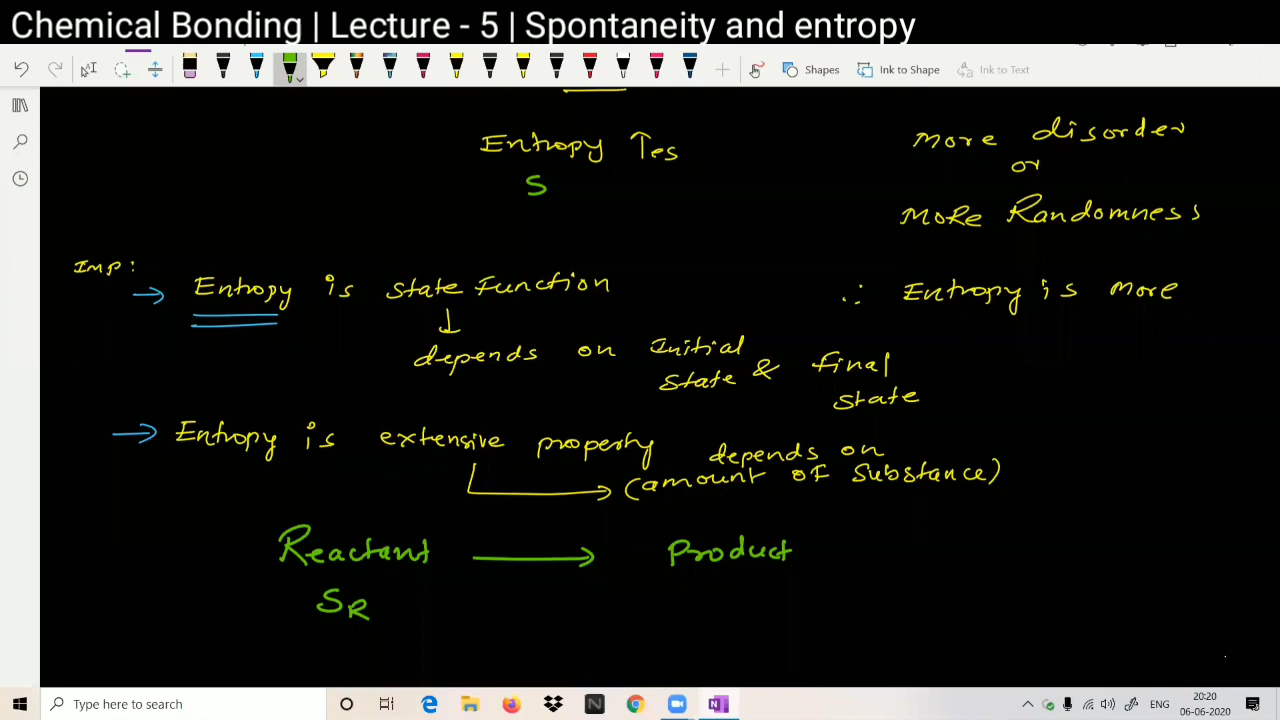 Chemical Bonding | Lecture - 5 | Spontaneity and entropy
Shapes
Ink to Shape
Ink to Text
Entropy ↑es
S
More disorder
or
More Randomness
Imp:
→ Entropy is state Function
∴ Entropy is more
↓
depends on Initial state & final state
→ Entropy is extensive property
depends on
(amount of substance)
Reactant → Product
SR
Type here to search
N
N
ENG
20:20
06-06-2020